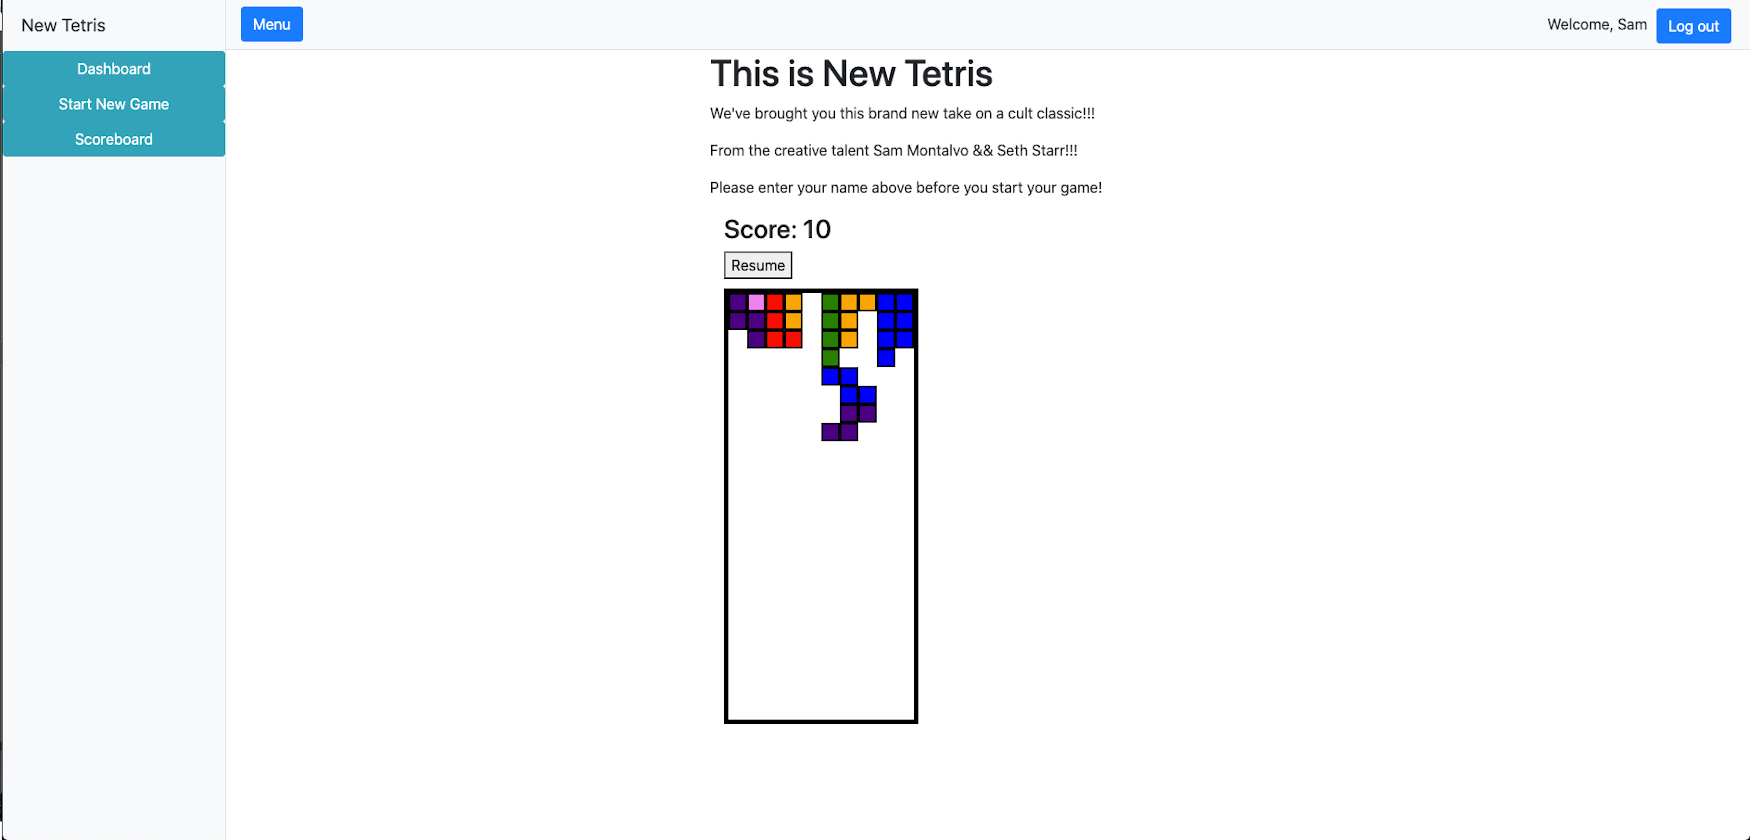 New Tetris
Menu
Welcome, Sam
Log out
Dashboard
Start New Game
Scoreboard
This is New Tetris
We've brought you this brand new take on a cult classic!!!
From the creative talent Sam Montalvo && Seth Starr!!!
Please enter your name above before you start your game!
Score: 10
Resume